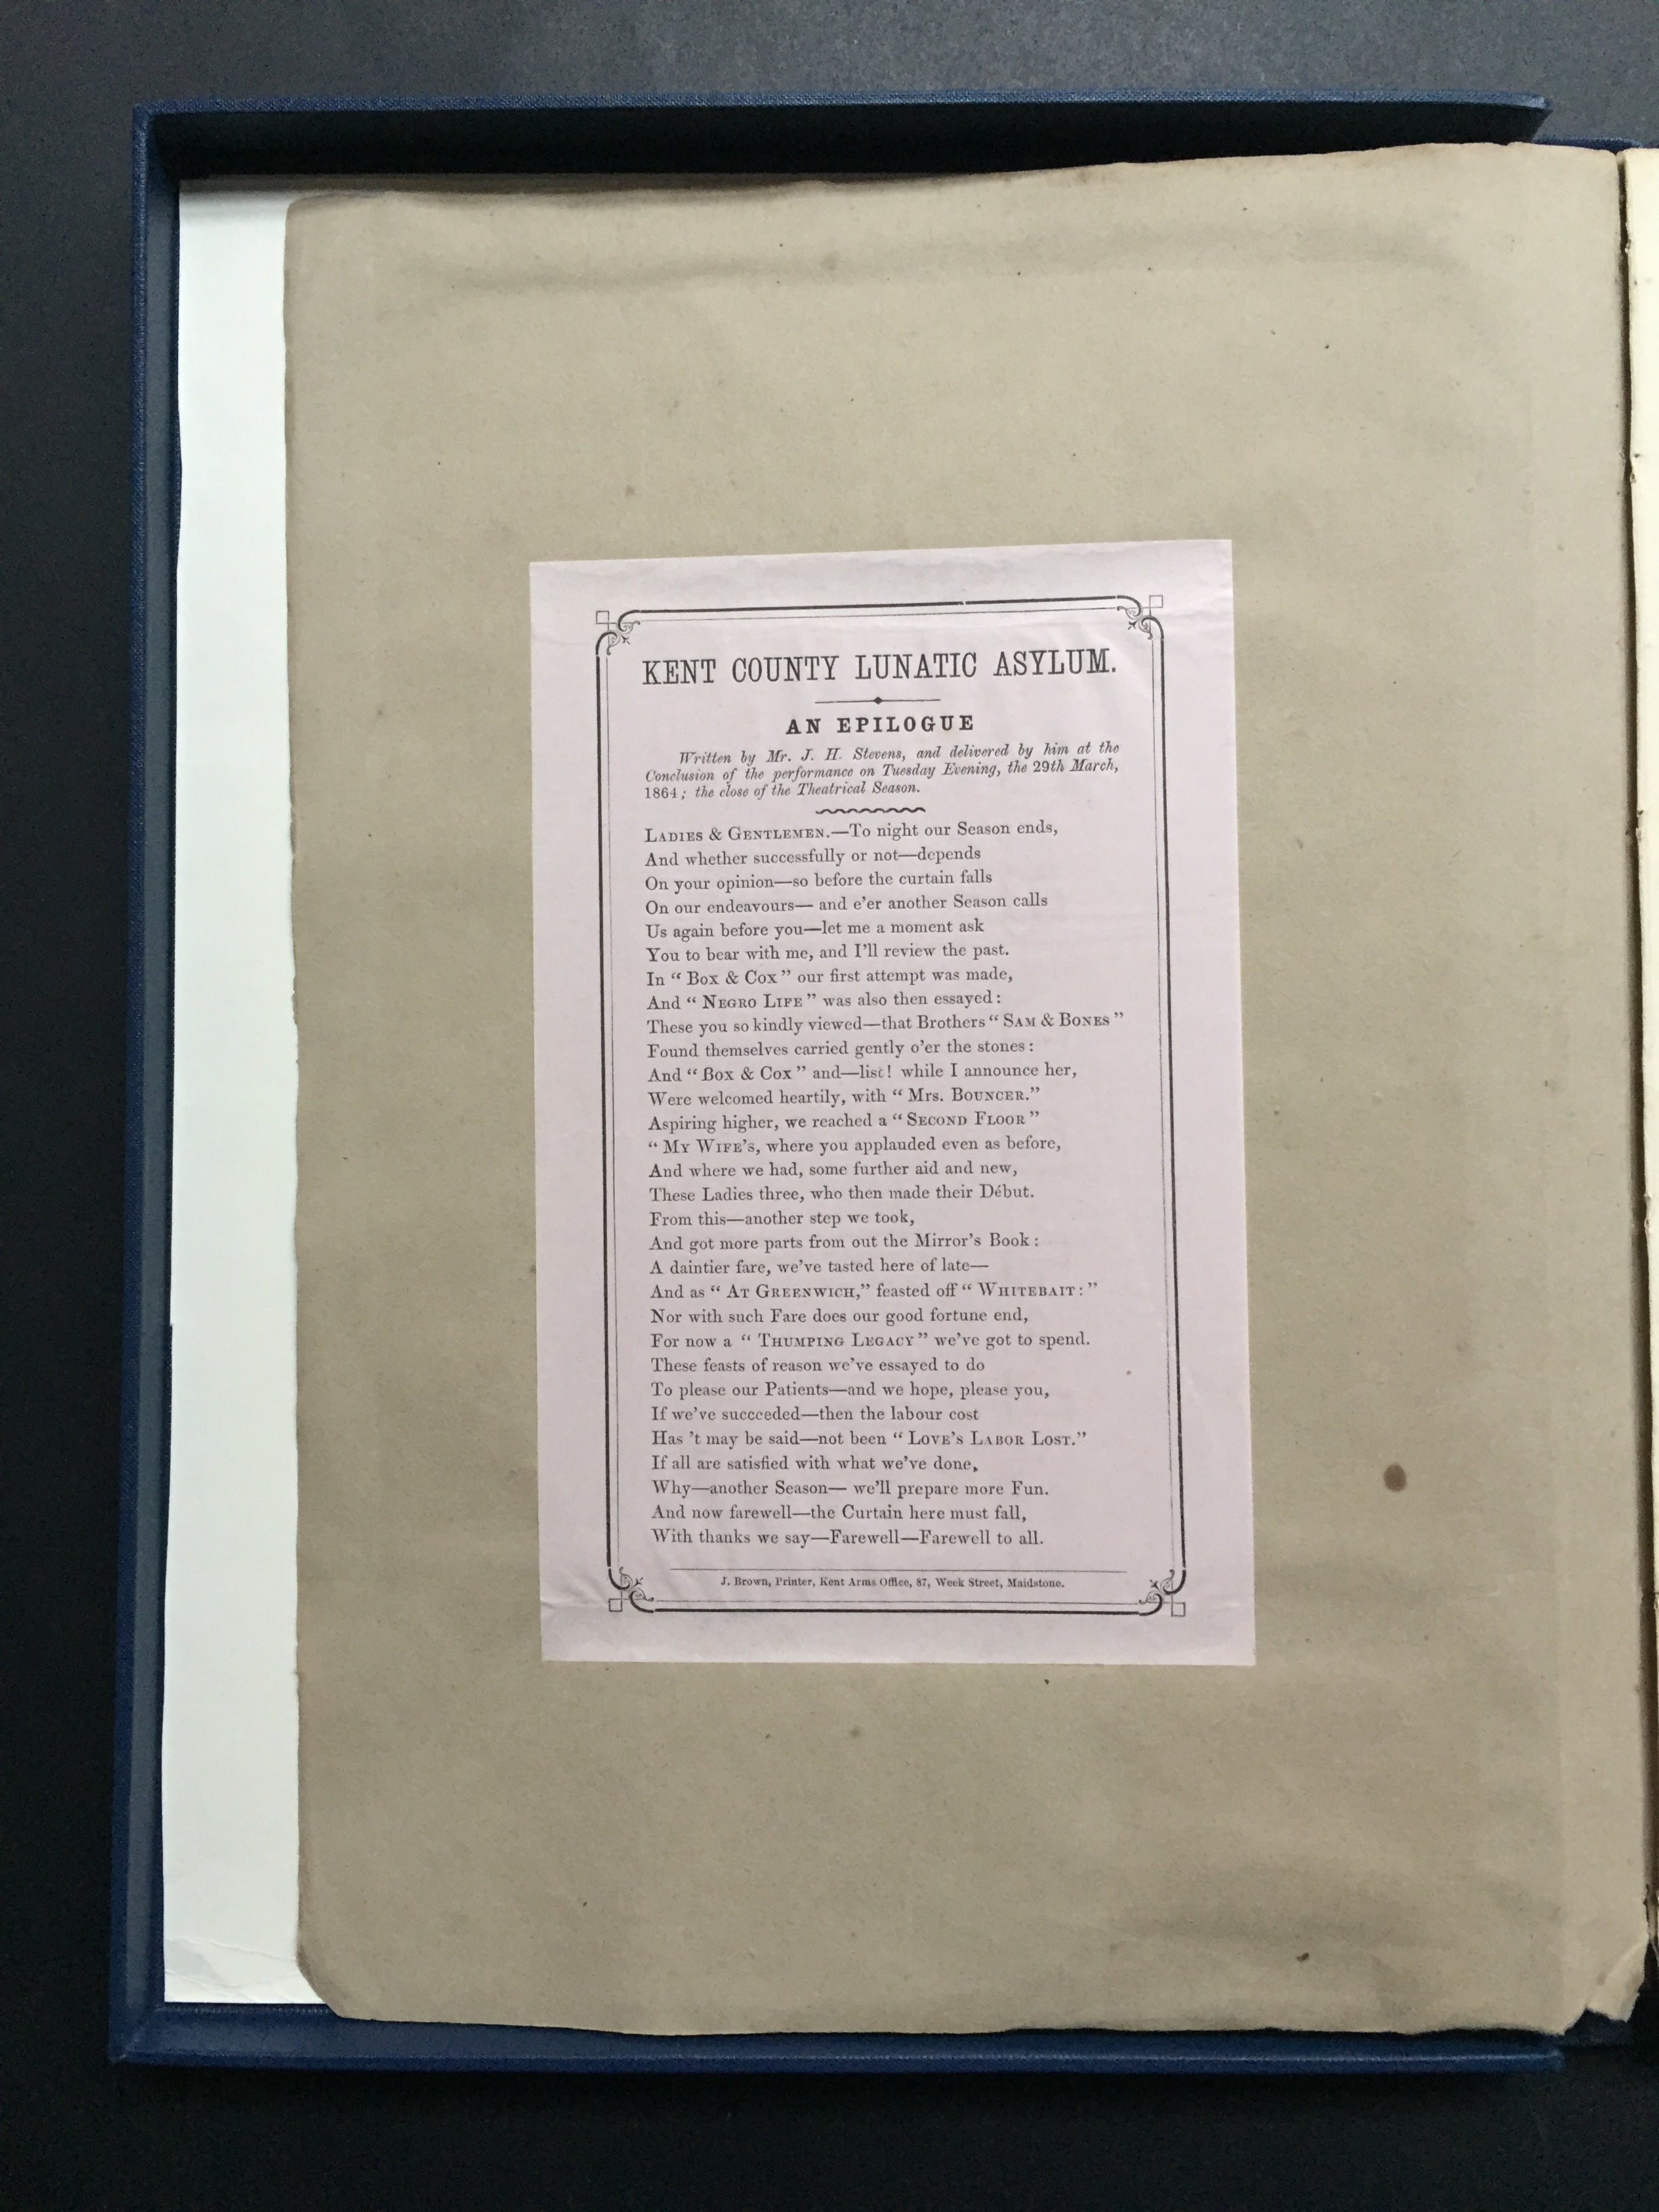 KENT COUNTY LUNATIC ASYLUM.
AN EPILOGUE
Written by Mr. J. H. Stevens, and delivered by him at the
Conclusion of the performance on Tuesday Evening, the 29th March,
1864; the close of the Theatrical Season.
LADIES & GENTLEMEN.—To night our Season ends,
And whether successfully or not—depends
On your opinion—so before the curtain falls
On our endeavours— and e'er another Season calls
Us again before you—let me a moment ask
You to bear with me, and I'll review the past.
In “ Box & Cox ” our first attempt was made,
And “ NEGRO LIFE ” was also then essayed:
These you so kindly viewed—that Brothers “ SAM & BONES ”
Found themselves carried gently o'er the stones:
And “ Box & Cox ” and—list! while I announce her,
Were welcomed heartily, with “ Mrs. BOUNCER.”
Aspiring higher, we reached a “ SECOND FLOOR ”
“ MY WIFE'S, where you applauded even as before,
And where we had, some further aid and new,
These Ladies three, who then made their Début.
From this—another step we took,
And got more parts from out the Mirror's Book:
A daintier fare, we've tasted here of late—
And as “ AT GREENWICH,” feasted off “ WHITEBAIT: ”
Nor with such Fare does our good fortune end,
For now a “ THUMPING LEGACY ” we've got to spend.
These feasts of reason we've essayed to do
To please our Patients—and we hope, please you,
If we've succeeded—then the labour cost
Has 't may be said—not been “ LOVE'S LABOR LOST.”
If all are satisfied with what we've done,
Why—another Season— we'll prepare more Fun.
And now farewell—the Curtain here must fall,
With thanks we say—Farewell—Farewell to all.
J. Brown, Printer, Kent Arms Office, 87, Week Street, Maidstone.